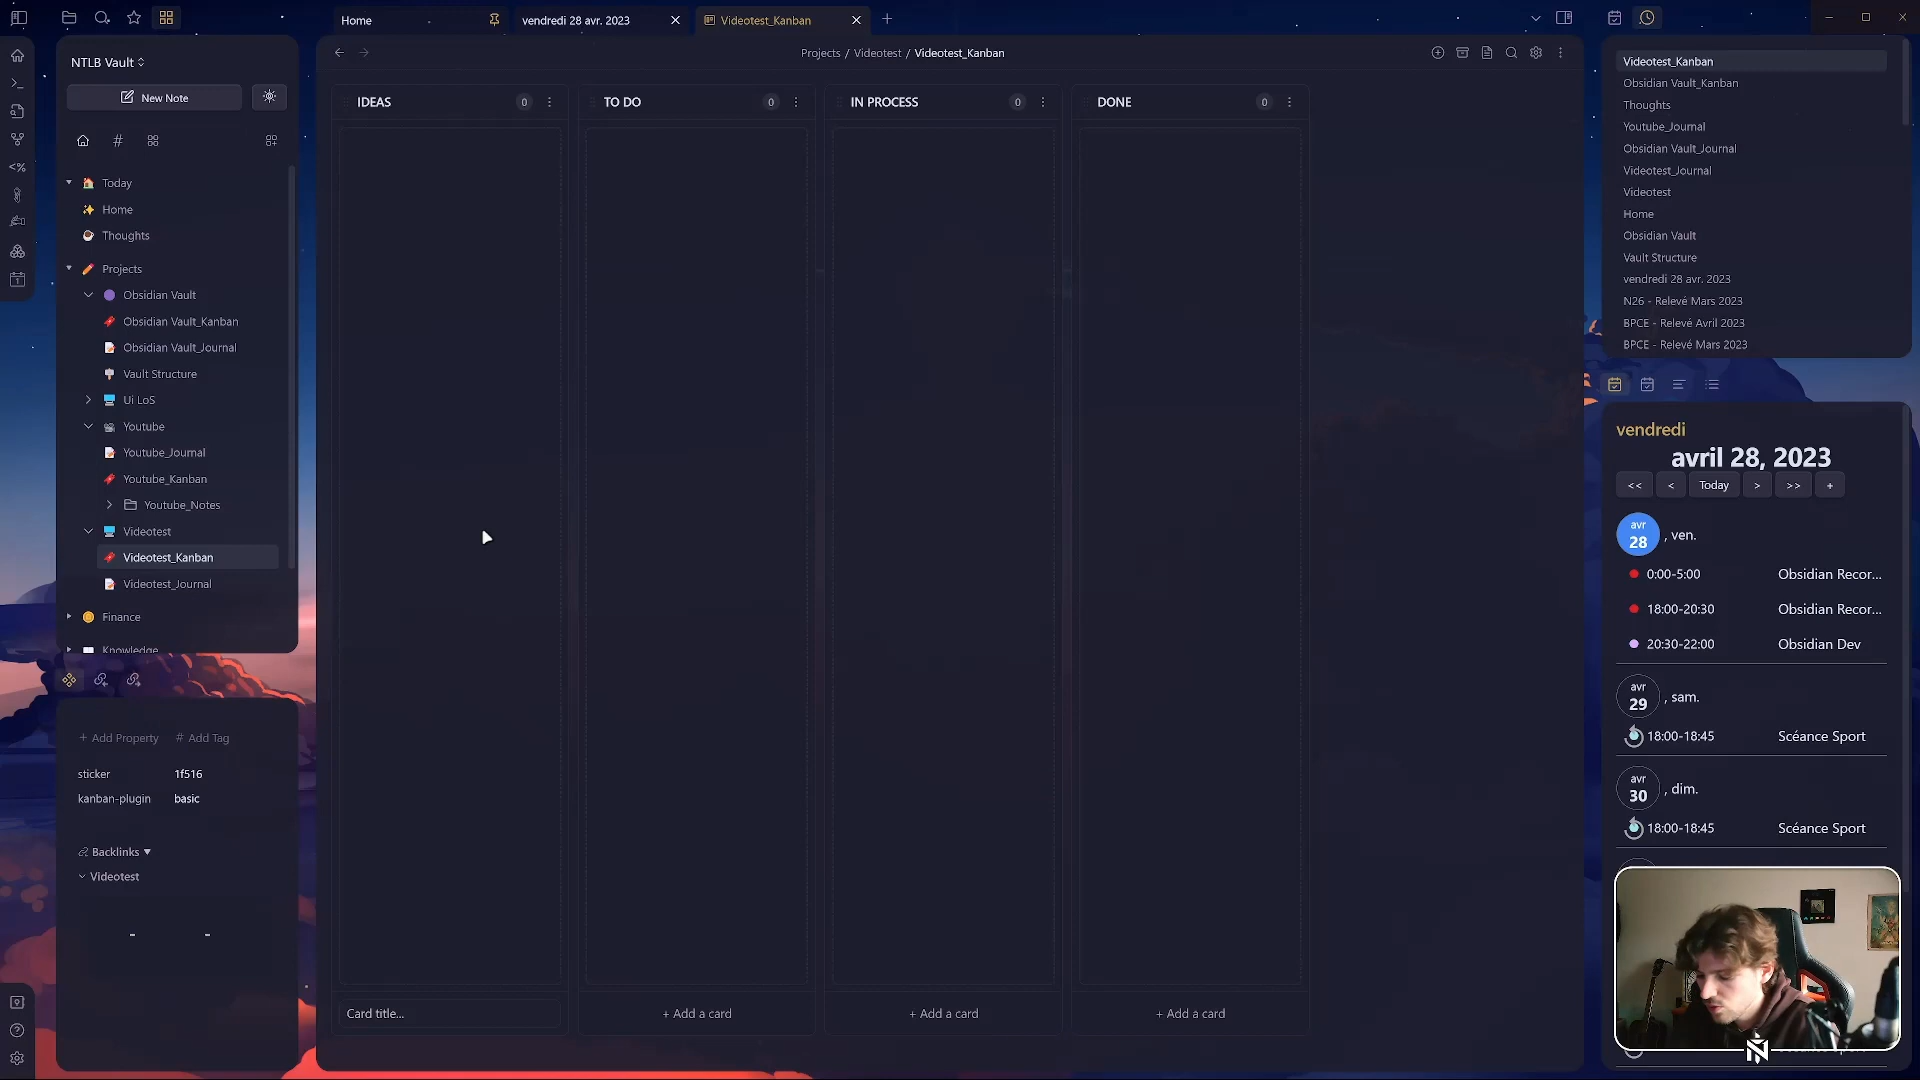 Home
vendredi 28 avr. 2023
Videotest_Kanban
NTLB Vault
New Note
Today
Home
Thoughts
Projects
Obsidian Vault
Obsidian Vault_Kanban
Obsidian Vault_Journal
Vault Structure
Ui LoS
Youtube
Youtube_Journal
Youtube_Kanban
Youtube_Notes
Videotest
Videotest_Kanban
Videotest_Journal
Finance
Knowledge
+ Add Property # Add Tag
sticker 1f516
kanban-plugin basic
Backlinks
Videotest
- -
Projects / Videotest / Videotest_Kanban
IDEAS 0
TO DO 0
IN PROCESS 0
DONE 0
Card title...
+ Add a card
+ Add a card
+ Add a card
Videotest_Kanban
Obsidian Vault_Kanban
Thoughts
Youtube_Journal
Obsidian Vault_Journal
Videotest_Journal
Videotest
Home
Obsidian Vault
Vault Structure
vendredi 28 avr. 2023
N26 - Relevé Mars 2023
BPCE - Relevé Avril 2023
BPCE - Relevé Mars 2023
vendredi
avril 28, 2023
<< < Today > >> +
avr
28 , ven.
0:00-5:00 Obsidian Recor...
18:00-20:30 Obsidian Recor...
20:30-22:00 Obsidian Dev
avr
29 , sam.
18:00-18:45 Scéance Sport
avr
30 , dim.
18:00-18:45 Scéance Sport